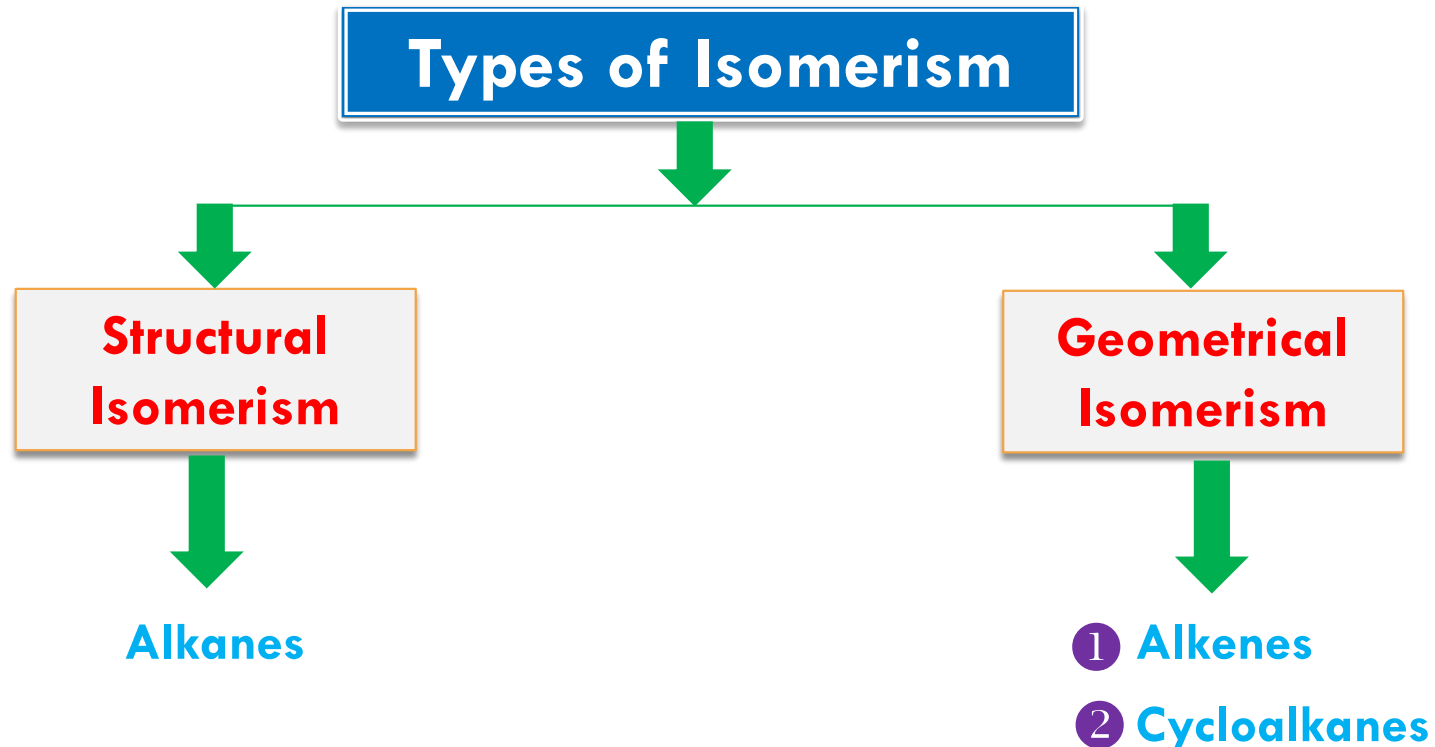 Types of Isomerism
Structural
Isomerism
Geometrical
Isomerism
Alkanes
1 Alkenes
2 Cycloalkanes